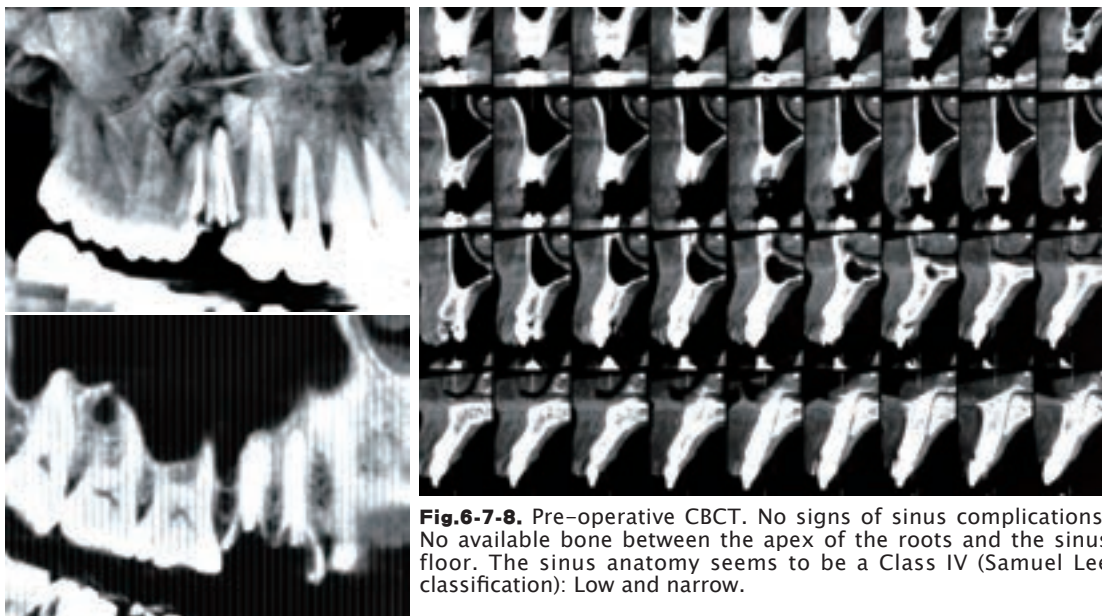 Fig.6-7-8. Pre-operative CBCT. No signs of sinus complications
No available bone between the apex of the roots and the sinus
floor. The sinus anatomy seems to be a Class IV (Samuel Lee
classification): Low and narrow.